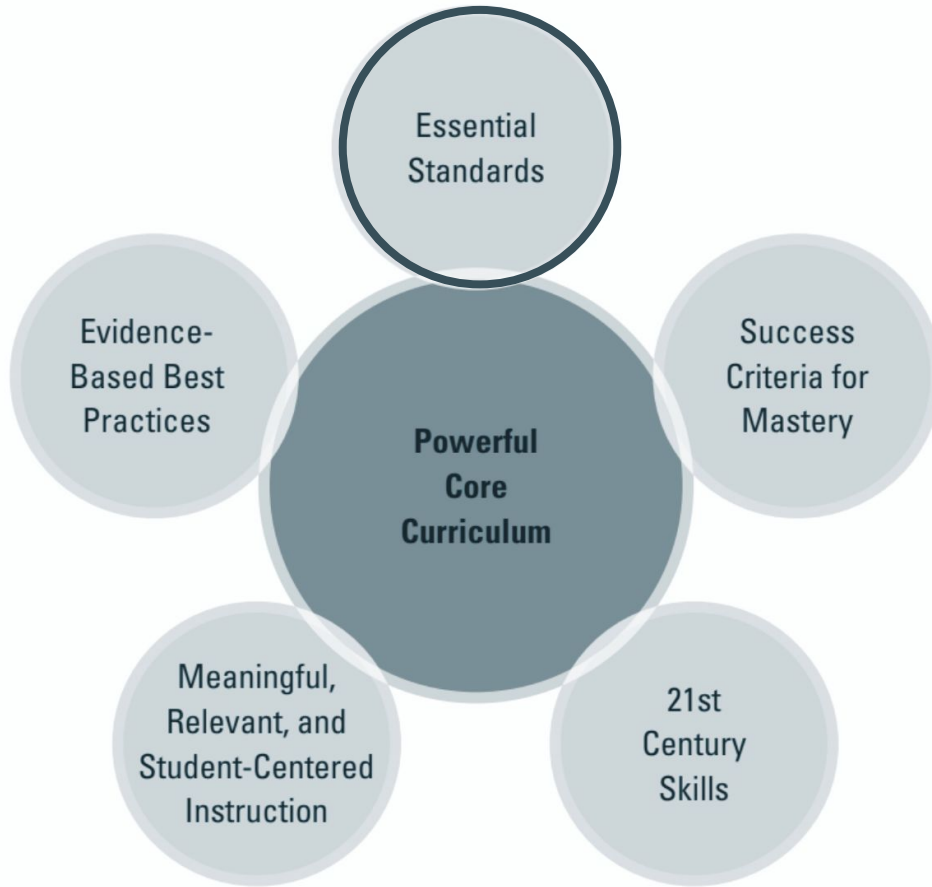 Essential
Standards
Evidence-
Based Best
Practices
Success
Criteria for
Mastery
Powerful
Core
Curriculum
Meaningful,
Relevant, and
Student-Centered
Instruction
21st
Century
Skills